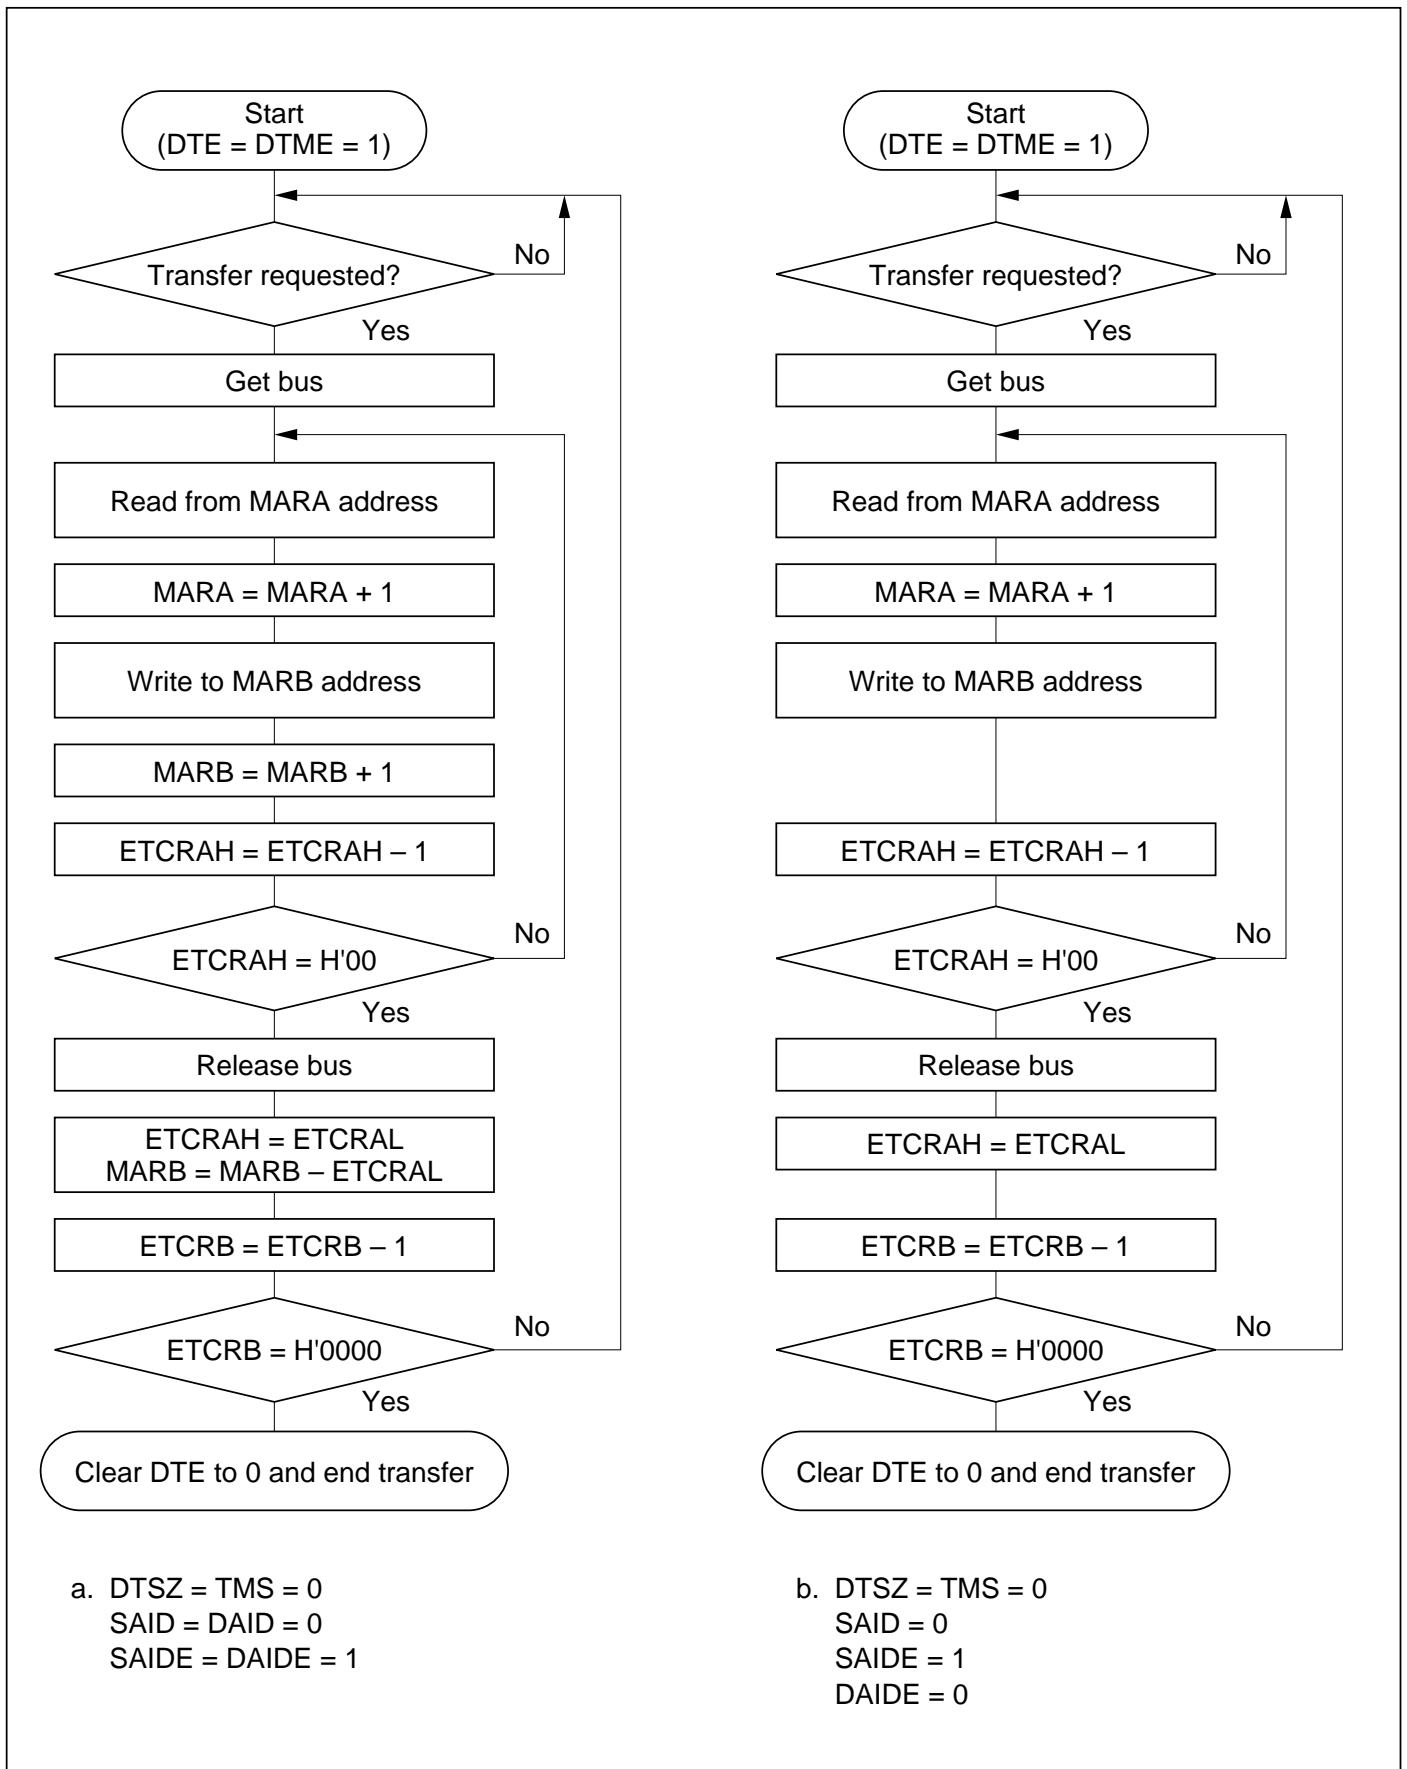 Start
(DTE = DTME = 1)
No
Transfer requested?
Yes
Get bus
Read from MARA address
MARA = MARA + 1
Write to MARB address
MARB = MARB + 1
ETCRAH = ETCRAH – 1
No
ETCRAH = H'00
Yes
Release bus
ETCRAH = ETCRAL
MARB = MARB – ETCRAL
ETCRB = ETCRB – 1
No
ETCRB = H'0000
Yes
Clear DTE to 0 and end transfer
a. DTSZ = TMS = 0
SAID = DAID = 0
SAIDE = DAIDE = 1
Start
(DTE = DTME = 1)
No
Transfer requested?
Yes
Get bus
Read from MARA address
MARA = MARA + 1
Write to MARB address
ETCRAH = ETCRAH – 1
No
ETCRAH = H'00
Yes
Release bus
ETCRAH = ETCRAL
ETCRB = ETCRB – 1
No
ETCRB = H'0000
Yes
Clear DTE to 0 and end transfer
b. DTSZ = TMS = 0
SAID = 0
SAIDE = 1
DAIDE = 0